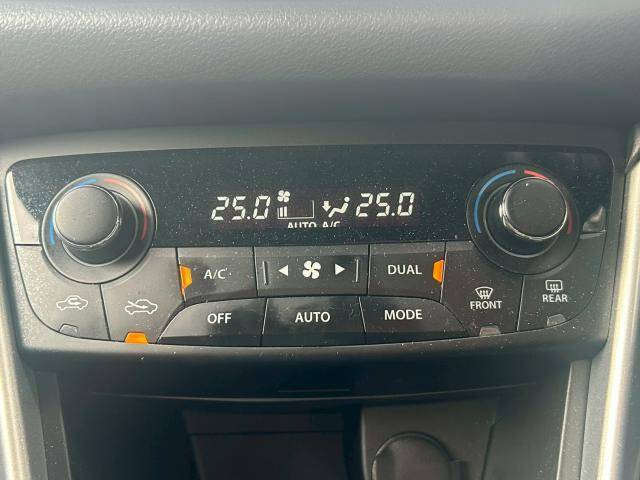 25.0 25.0
AUTO A/C
A/C DUAL
FRONT REAR
OFF AUTO MODE